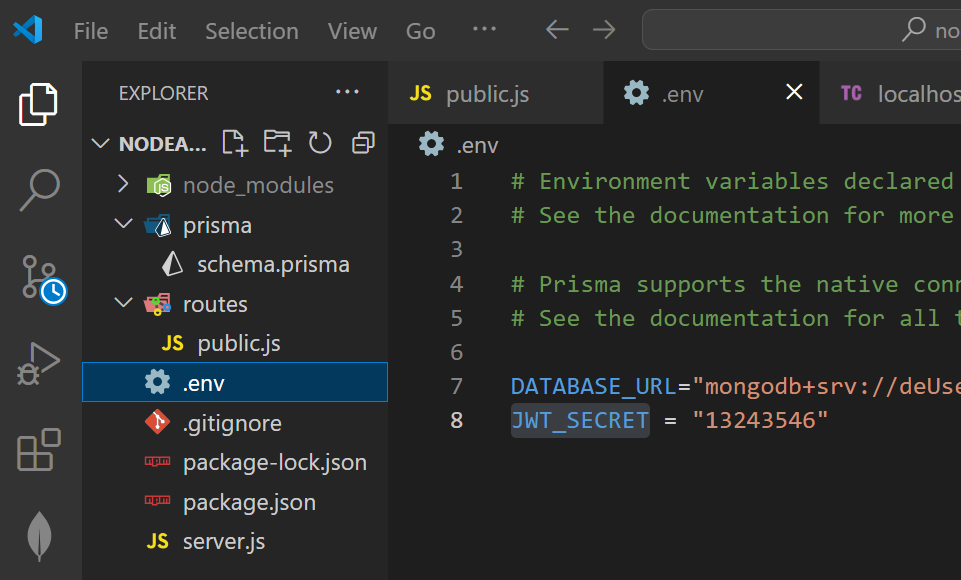 File Edit Selection View Go ... no
EXPLORER ...
JS public.js
.env
TC localhos
NODEA...
.env
node_modules
prisma
schema.prisma
routes
JS public.js
.env
.gitignore
package-lock.json
package.json
JS server.js
1 # Environment variables declared
2 # See the documentation for more
3
4 # Prisma supports the native conn
5 # See the documentation for all t
6
7 DATABASE_URL="mongodb+srv://deUse
8 JWT_SECRET = "13243546"